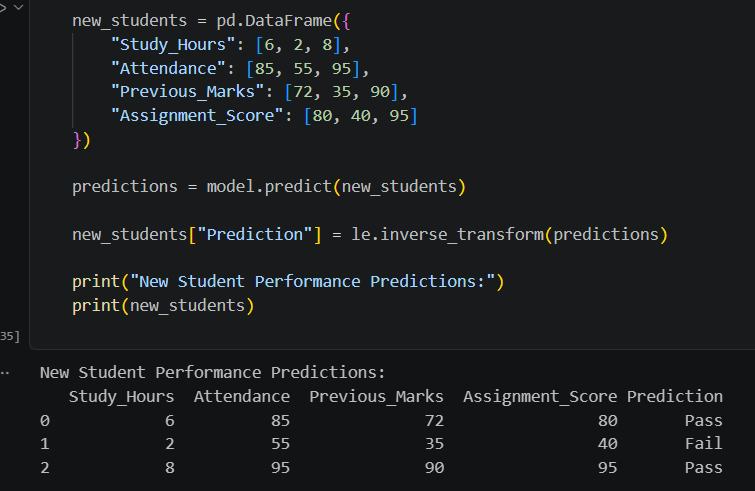 new_students = pd.DataFrame({
    "Study_Hours": [6, 2, 8],
    "Attendance": [85, 55, 95],
    "Previous_Marks": [72, 35, 90],
    "Assignment_Score": [80, 40, 95]
})

predictions = model.predict(new_students)

new_students["Prediction"] = le.inverse_transform(predictions)

print("New Student Performance Predictions:")
print(new_students)
35]
New Student Performance Predictions:
   Study_Hours  Attendance  Previous_Marks  Assignment_Score Prediction
0            6          85              72                80       Pass
1            2          55              35                40       Fail
2            8          95              90                95       Pass